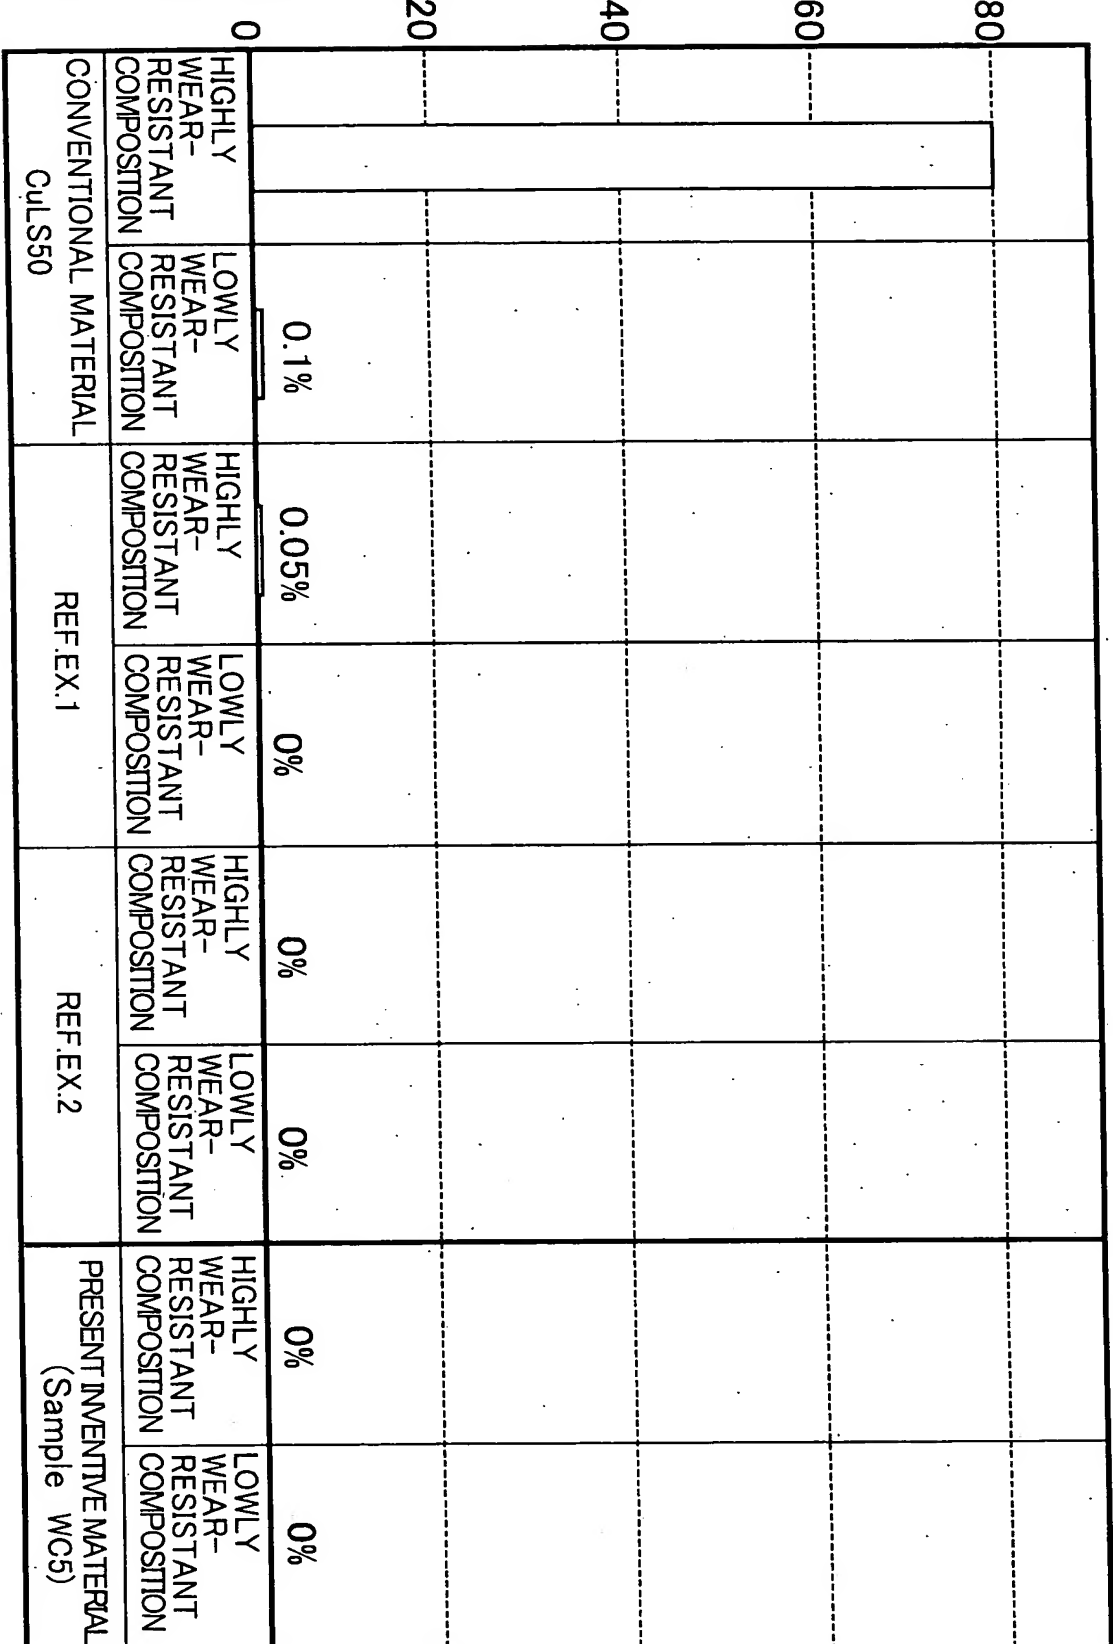 80
60
40
20
0
0.1%
0.05%
0%
0%
0%
0%
0%
HIGHLY
WEAR-
RESISTANT
COMPOSITION
LOWLY
WEAR-
RESISTANT
COMPOSITION
HIGHLY
WEAR-
RESISTANT
COMPOSITION
LOWLY
WEAR-
RESISTANT
COMPOSITION
HIGHLY
WEAR-
RESISTANT
COMPOSITION
LOWLY
WEAR-
RESISTANT
COMPOSITION
HIGHLY
WEAR-
RESISTANT
COMPOSITION
LOWLY
WEAR-
RESISTANT
COMPOSITION
CONVENTIONAL MATERIAL
CuLS50
REF.EX.1
REF.EX.2
PRESENT INVENTIVE MATERIAL
(Sample WC5)